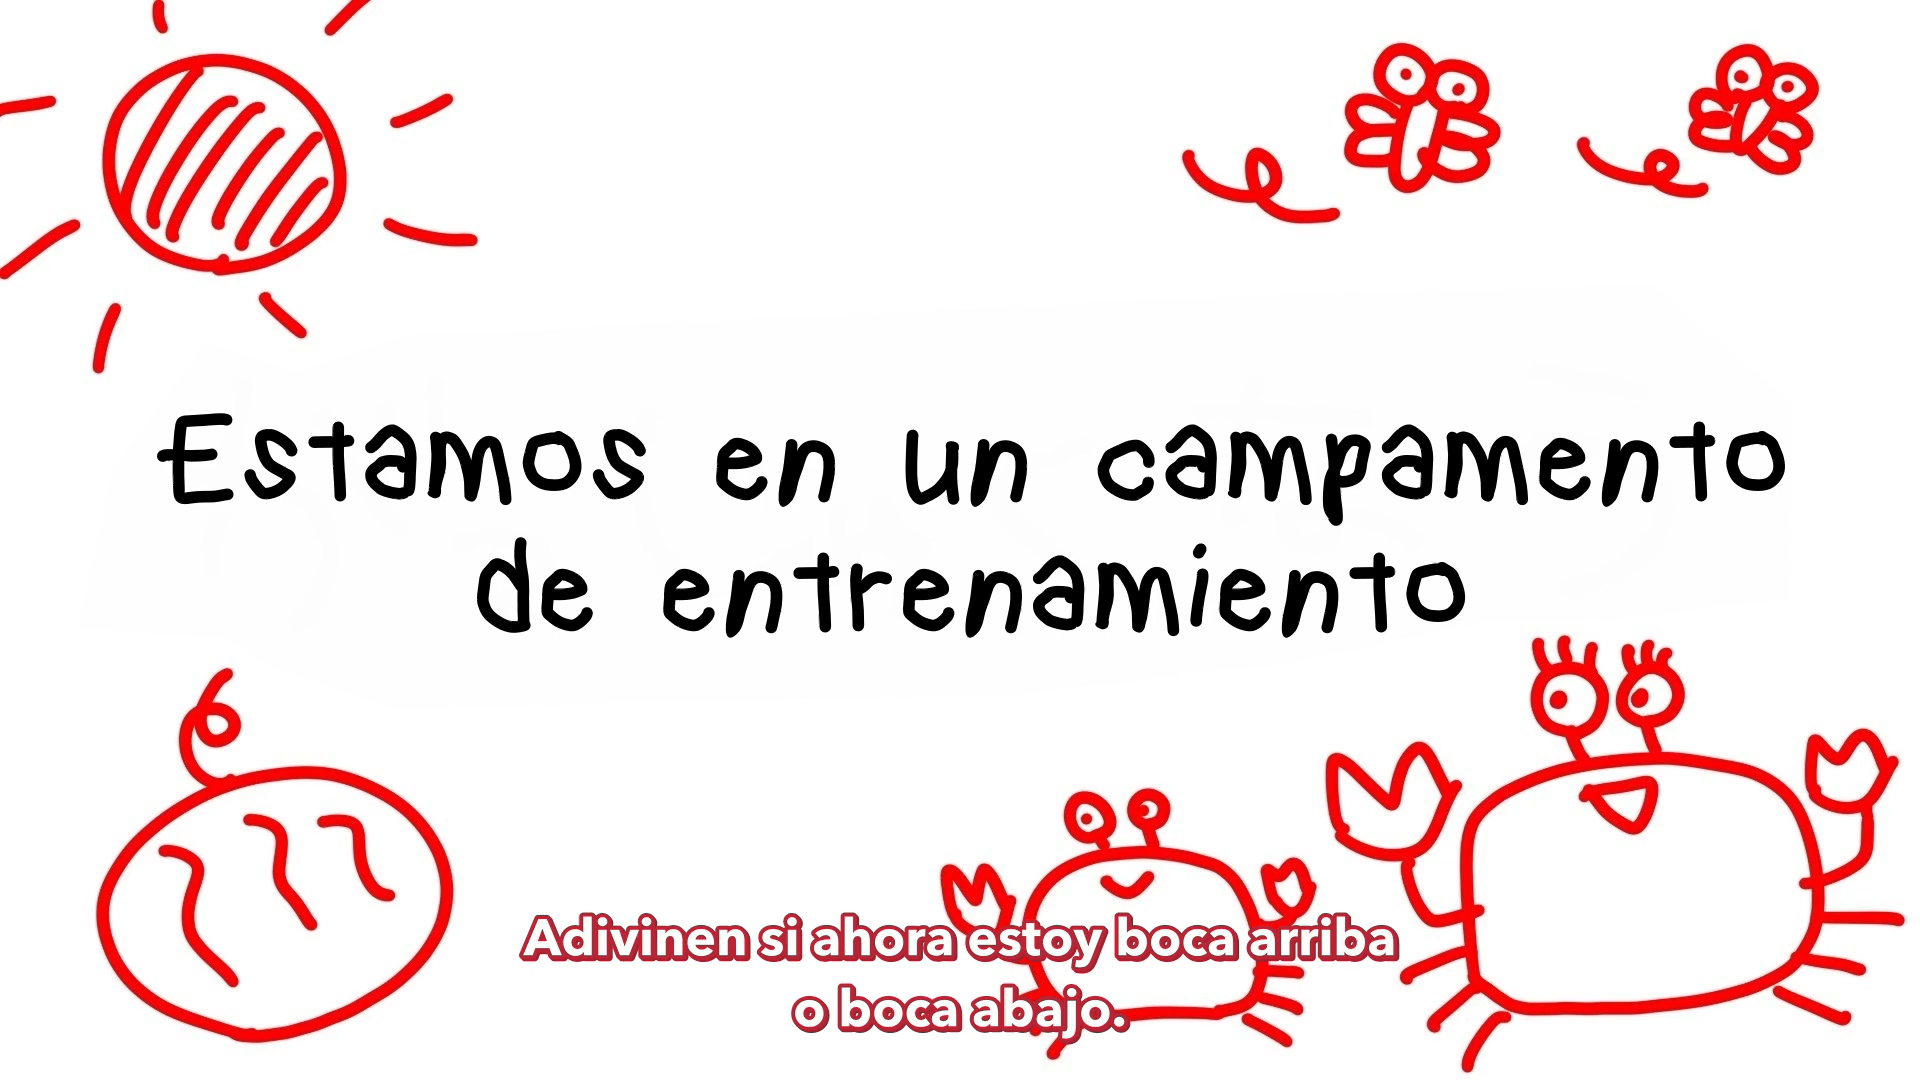 Estamos en un campamento
de entrenamiento
Adivinen si ahora estoy boca arriba
o boca abajo.